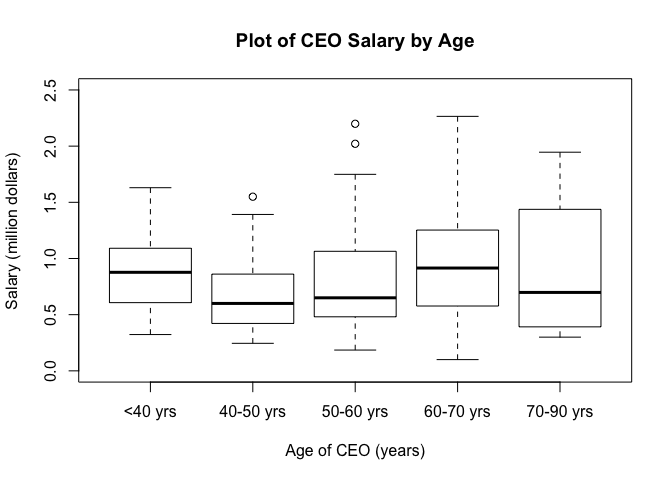 Plot of CEO Salary by Age
Salary (million dollars)
2.5
2.0
1.5
1.0
0.5
0.0
<40 yrs 40-50 yrs 50-60 yrs 60-70 yrs 70-90 yrs
Age of CEO (years)